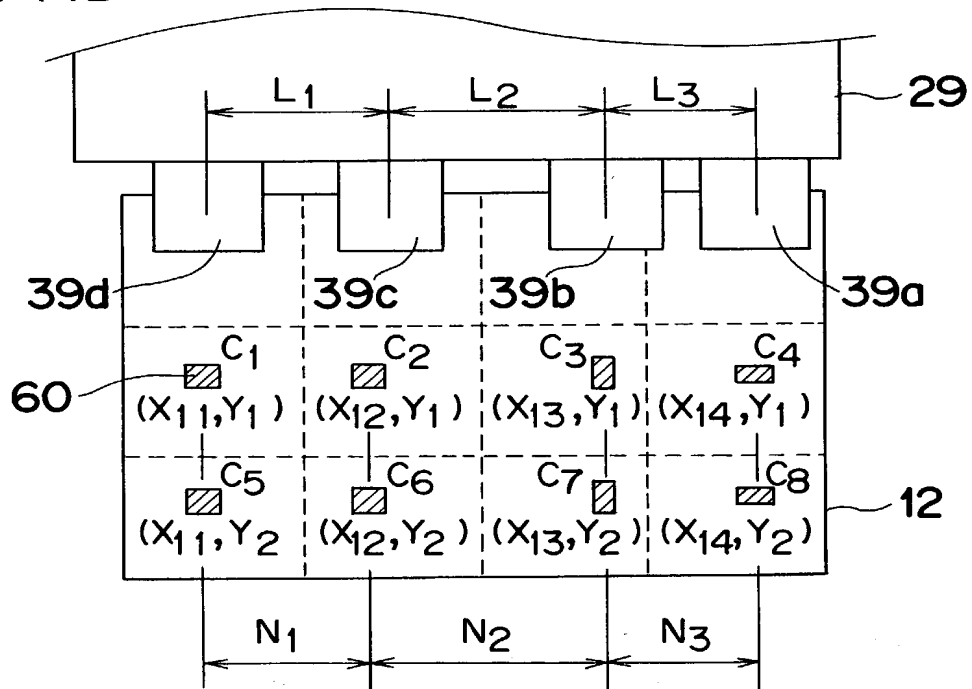 L1 L2 L3 29
39d 39c 39b 39a
C1 C2 C3 C4
60
(X11,Y1) (X12,Y1) (X13,Y1) (X14,Y1)
C5 C6 C7 C8
12
(X11,Y2 (X12,Y2) (X13,Y2) (X14,Y2)
N1 N2 N3